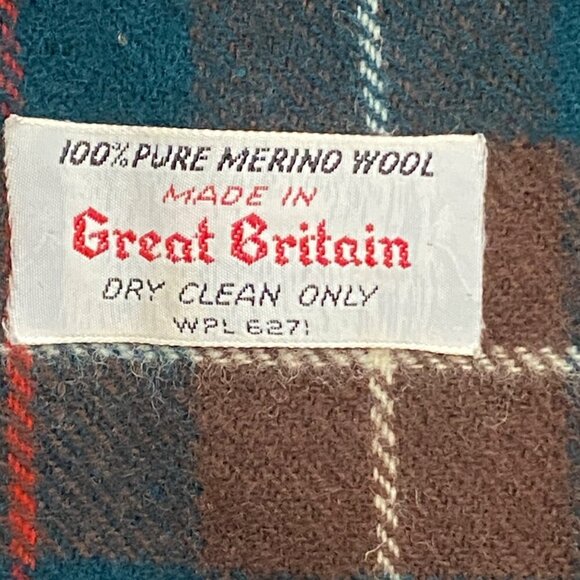 100% PURE MERINO WOOL
MADE IN
Great Britain
DRY CLEAN ONLY
WPL 6271